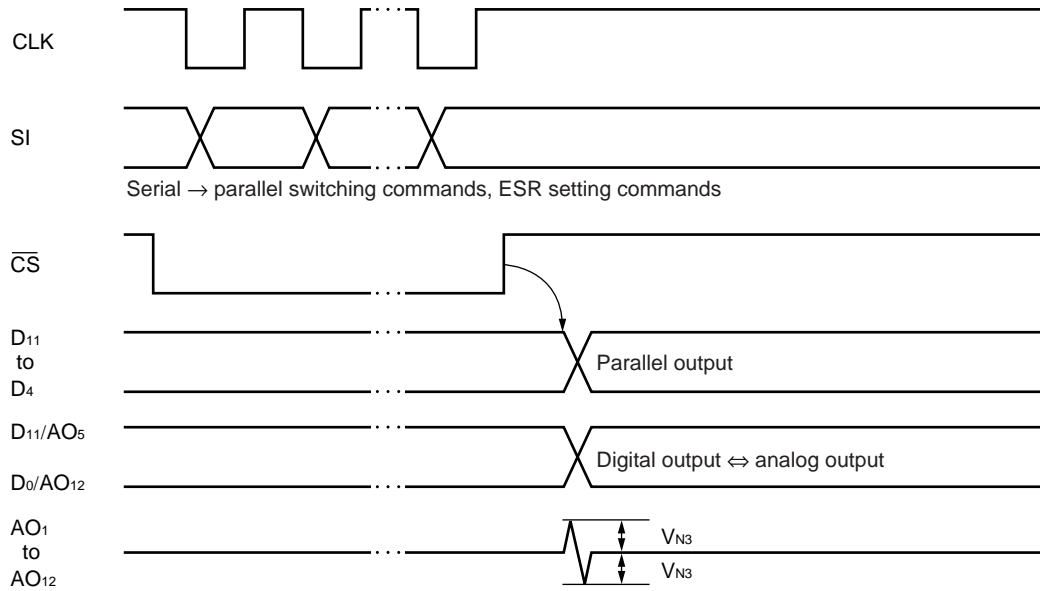 CLK
SI
Serial → parallel switching commands, ESR setting commands
CS
D11
to
D4
Parallel output
D11/AO5
D0/AO12
Digital output ⇔ analog output
AO1
to
AO12
VN3
VN3